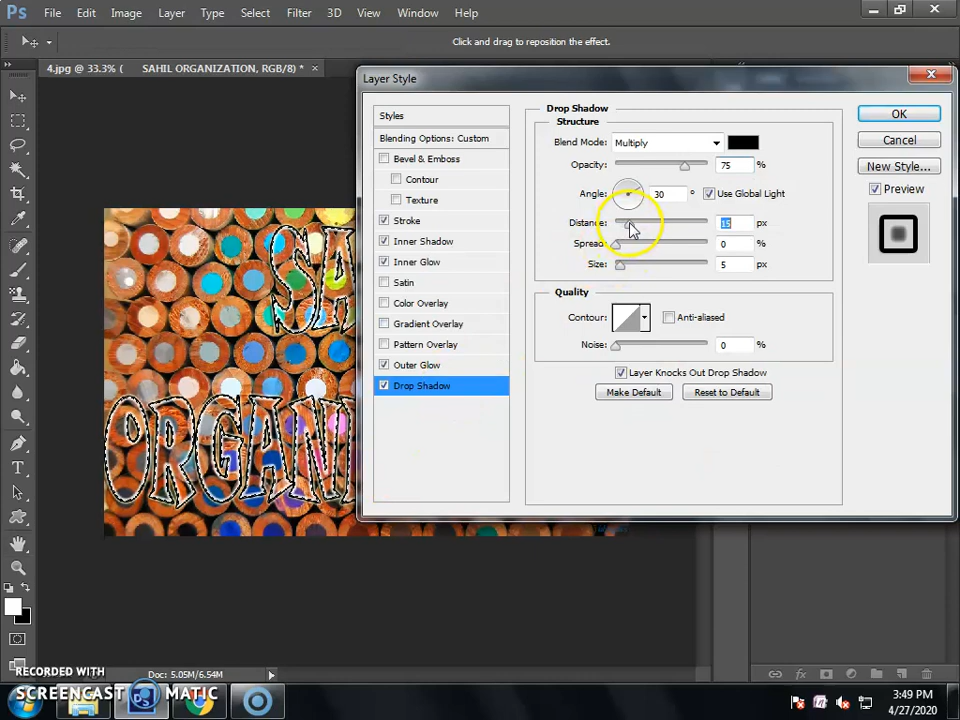 Ps File Edit Image Layer Type Select Filter 3D View Window Help
Click and drag to reposition the effect.
4.jpg @ 33.3% ( SAHIL ORGANIZATION, RGB/8) * ×
Layer Style
Styles
Blending Options: Custom
Bevel & Emboss
Contour
Texture
Stroke
Inner Shadow
Inner Glow
Satin
Color Overlay
Gradient Overlay
Pattern Overlay
Outer Glow
Drop Shadow
Drop Shadow
Structure
Blend Mode: Multiply
Opacity: 75 %
Angle: 30 ° Use Global Light
Distance: 15 px
Spread: 0 %
Size: 5 px
Quality
Contour: Anti-aliased
Noise: 0 %
Layer Knocks Out Drop Shadow
Make Default Reset to Default
OK
Cancel
New Style...
Preview
SA
ORGANI
Doc: 5.05M/6.54M
RECORDED WITH
SCREENCAST MATIC
3:49 PM
4/27/2020